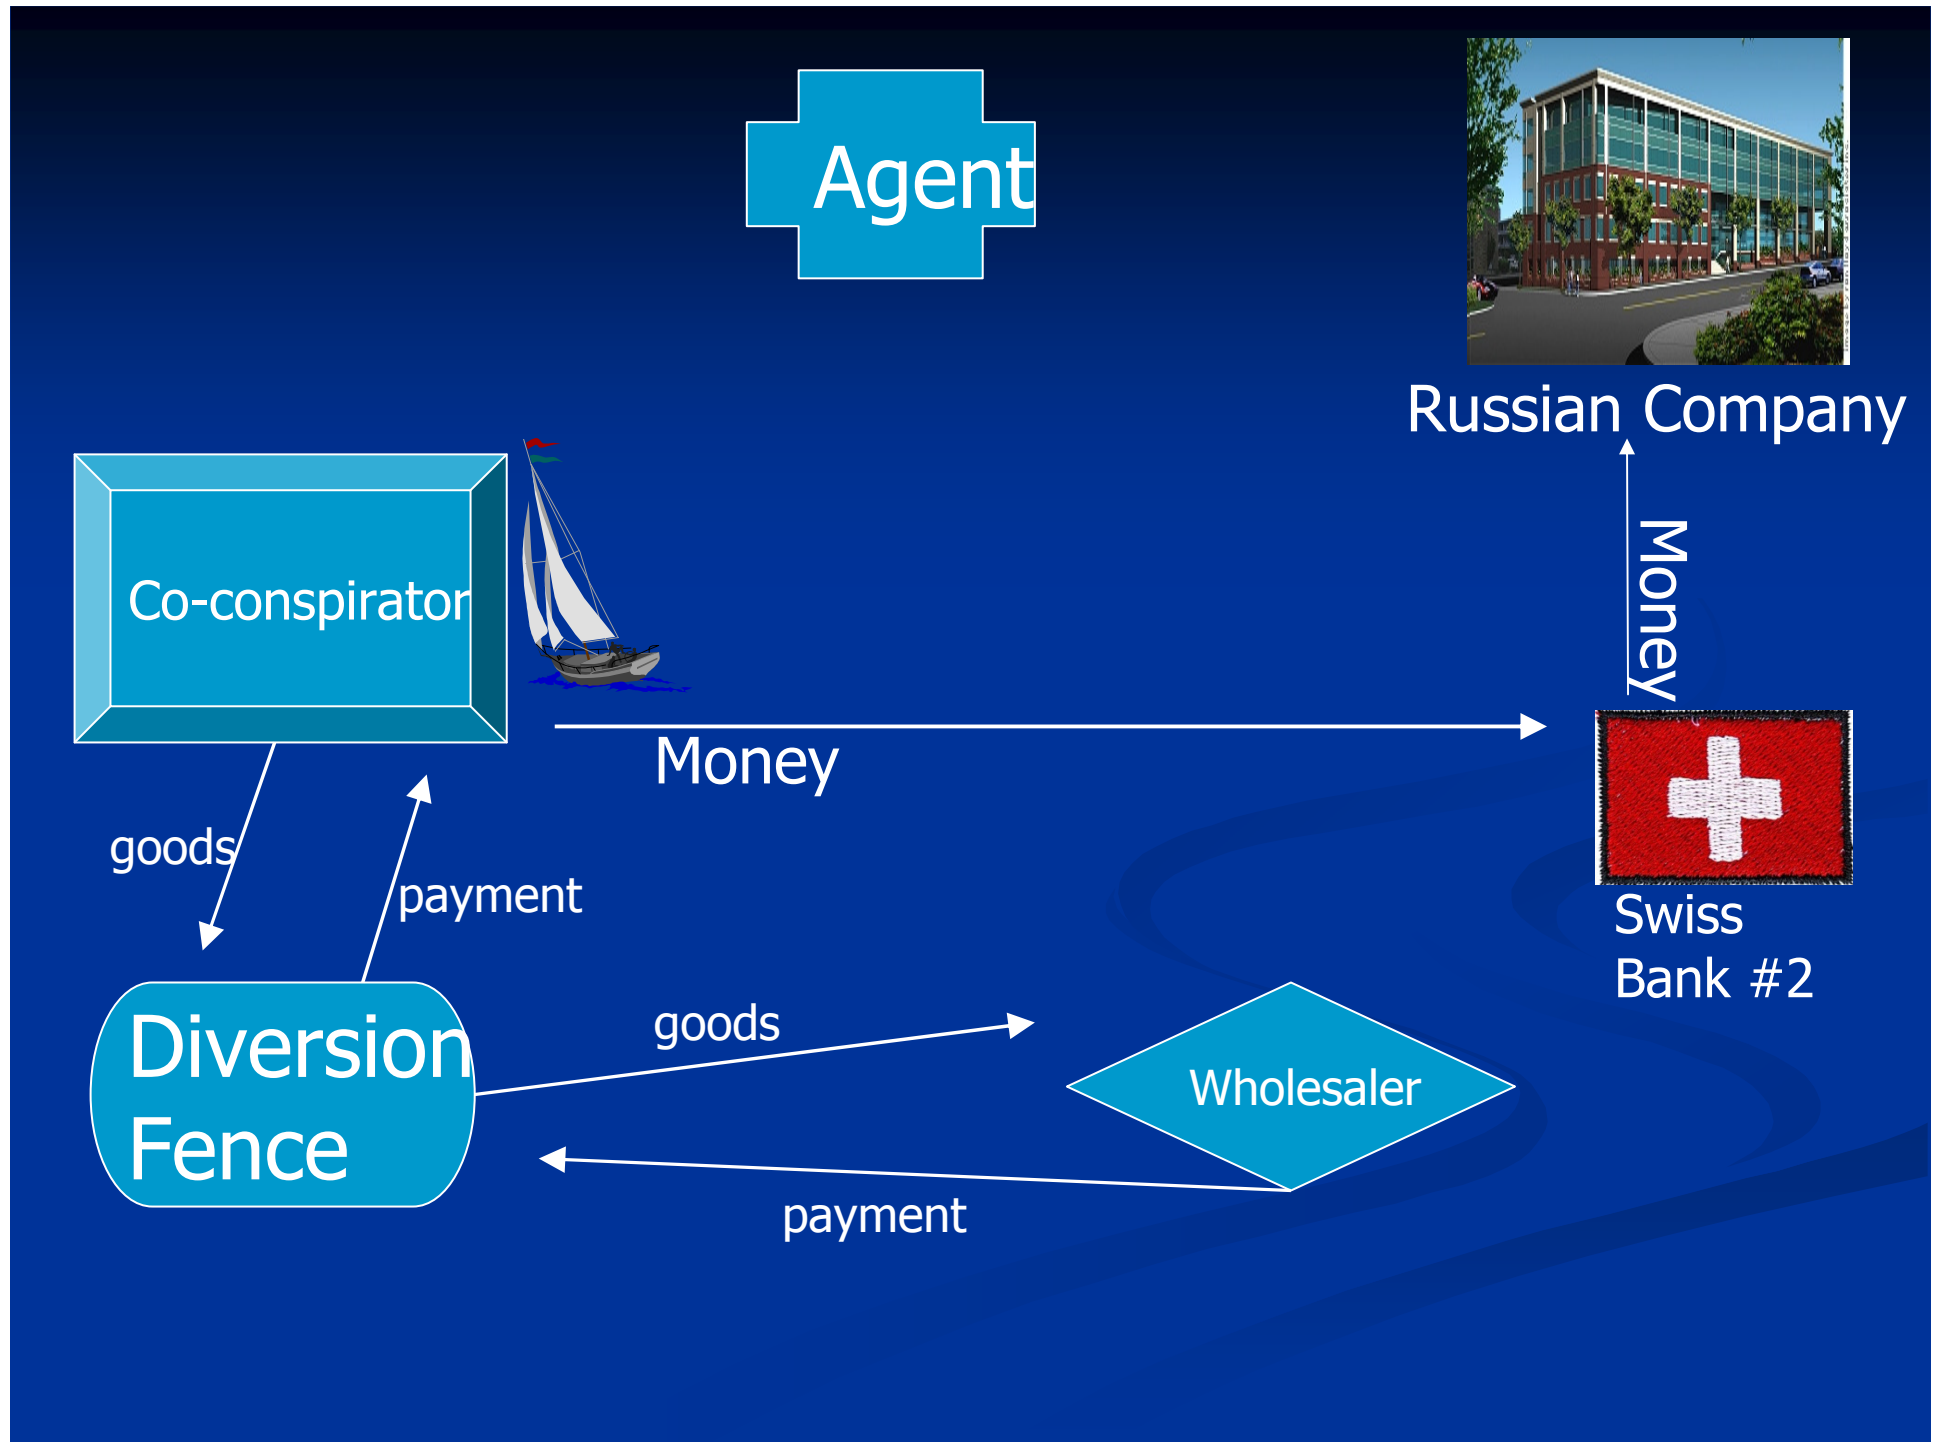 Agent
Russian Company
Money
Co-conspirator
Money
goods
payment
Swiss
Bank #2
Diversion
Fence
goods
Wholesaler
payment